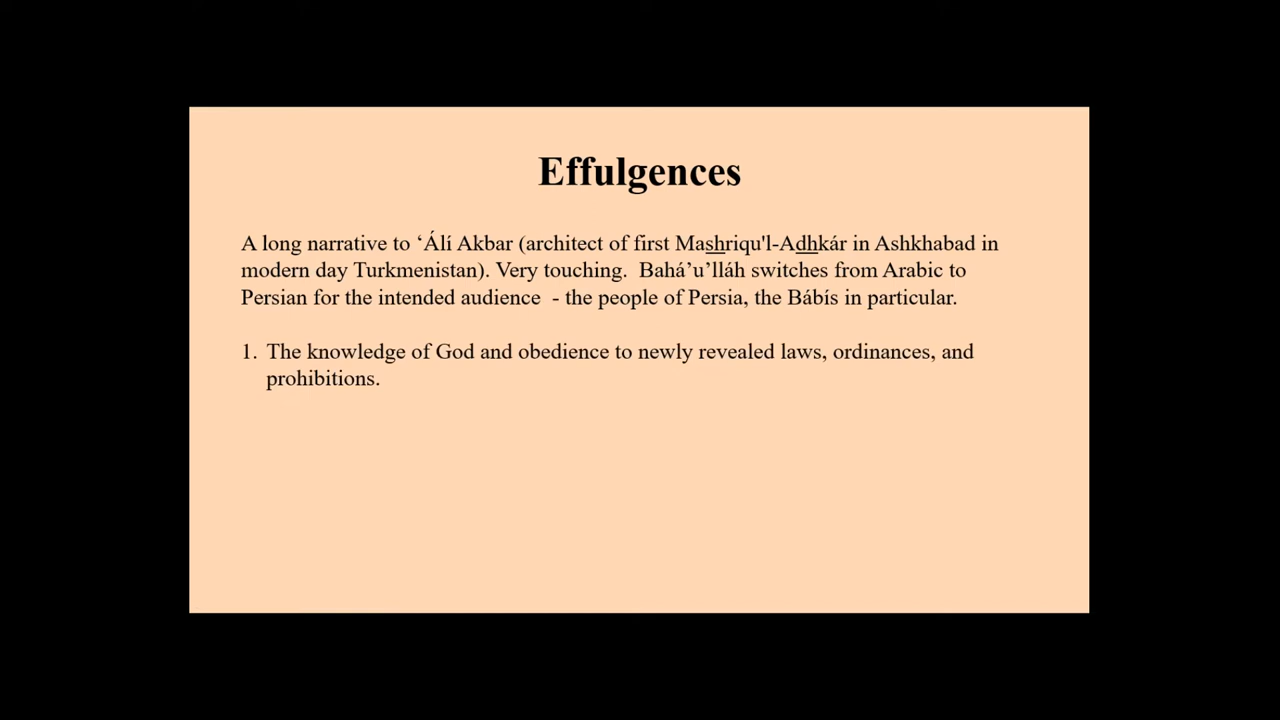 Effulgences
A long narrative to ‘Álí Akbar (architect of first Mashriqu'l-Adhkár in Ashkhabad in
modern day Turkmenistan). Very touching.  Bahá’u’lláh switches from Arabic to
Persian for the intended audience  - the people of Persia, the Bábís in particular.
1. The knowledge of God and obedience to newly revealed laws, ordinances, and
prohibitions.